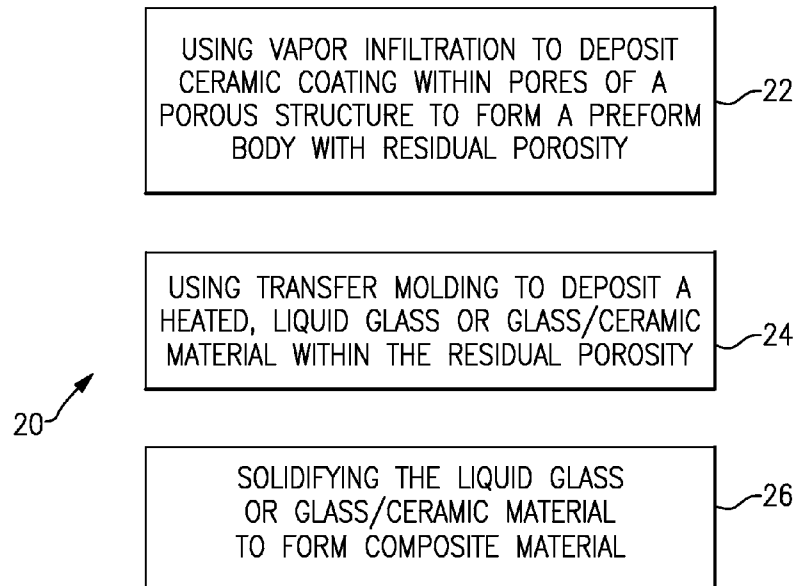 USING VAPOR INFILTRATION TO DEPOSIT
CERAMIC COATING WITHIN PORES OF A
POROUS STRUCTURE TO FORM A PREFORM
BODY WITH RESIDUAL POROSITY
22
USING TRANSFER MOLDING TO DEPOSIT A
HEATED, LIQUID GLASS OR GLASS/CERAMIC
MATERIAL WITHIN THE RESIDUAL POROSITY
24
20
SOLIDIFYING THE LIQUID GLASS
OR GLASS/CERAMIC MATERIAL
TO FORM COMPOSITE MATERIAL
26